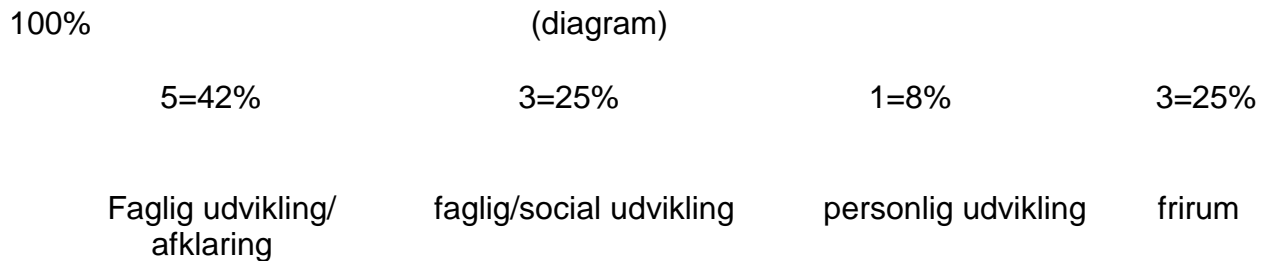 100% (diagram)
5=42% 3=25% 1=8% 3=25%
Faglig udvikling/ faglig/social udvikling personlig udvikling frirum
afklaring